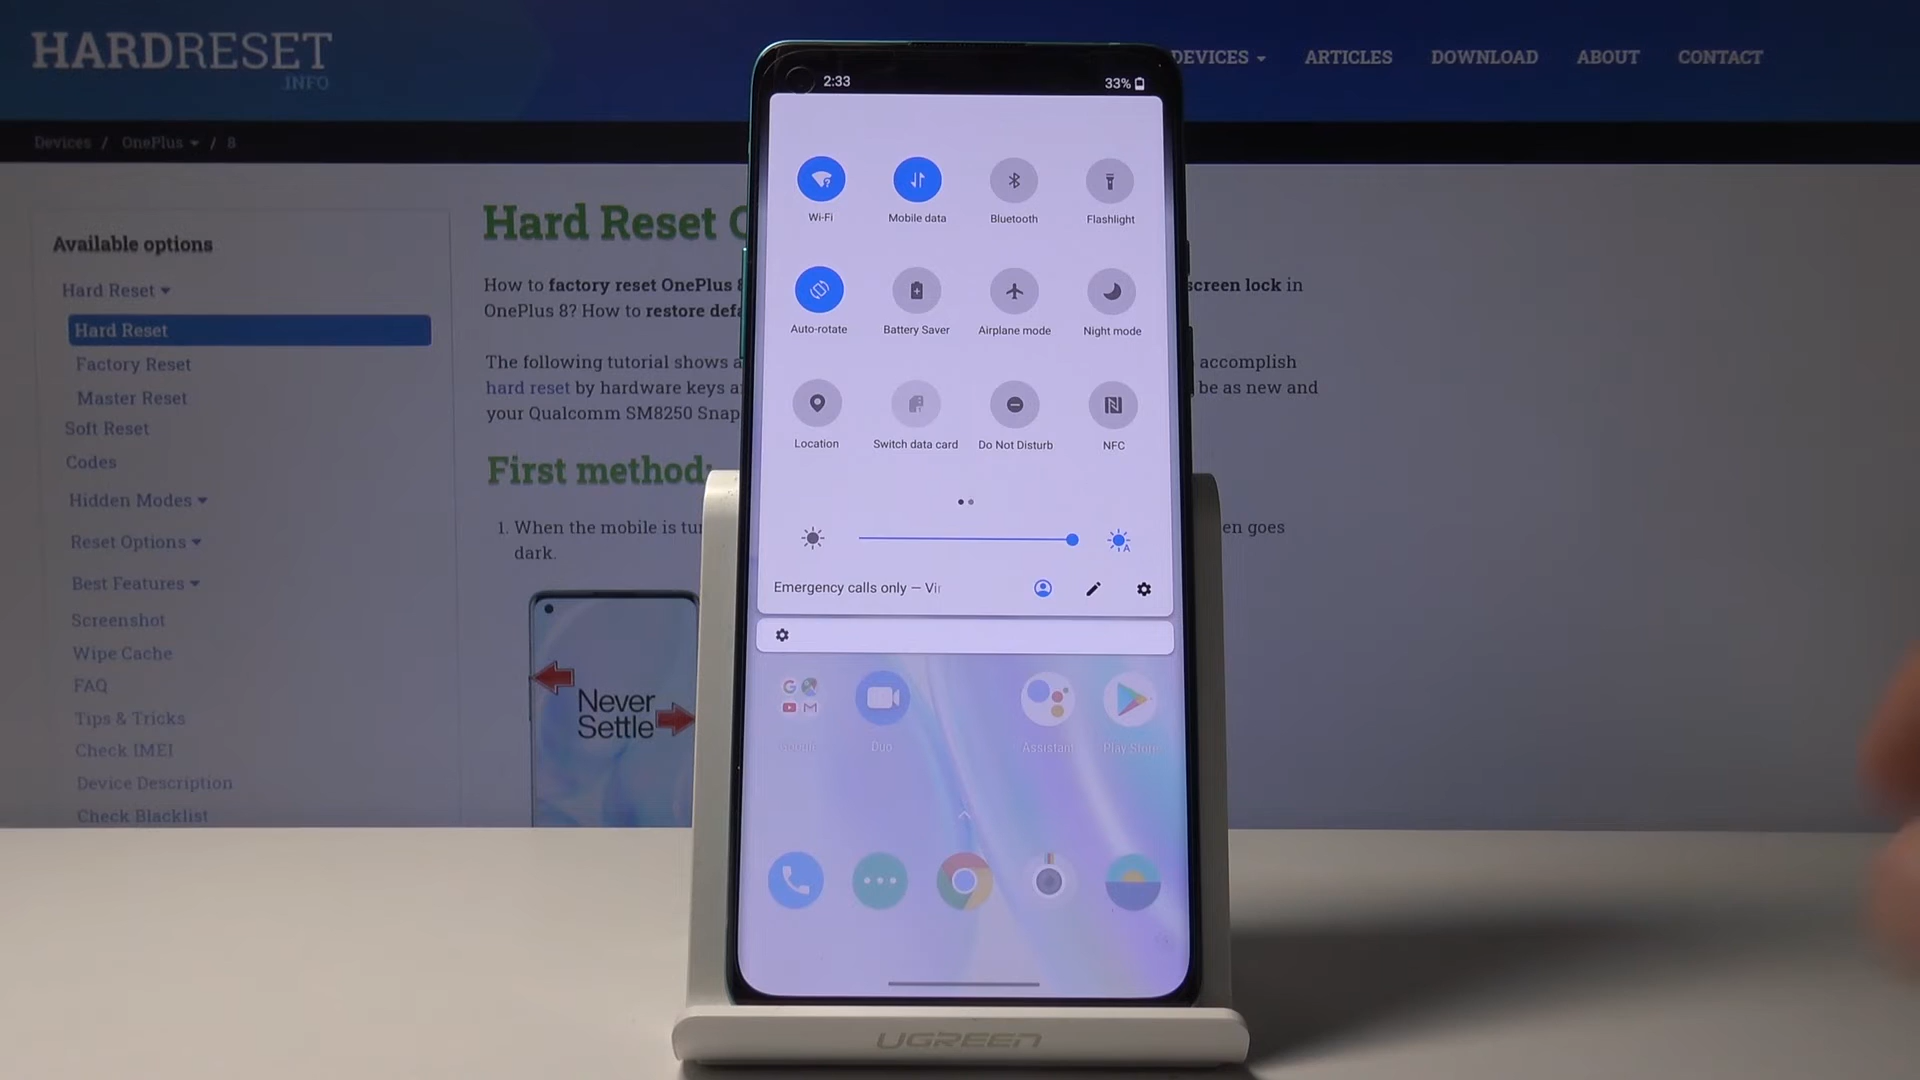 HARDRESET
.INFO
DEVICES
ARTICLES
DOWNLOAD
ABOUT
CONTACT
Devices / OnePlus / 8
Available options
Hard Reset
Hard Reset
Factory Reset
Master Reset
Soft Reset
Codes
Hidden Modes
Reset Options
Best Features
Screenshot
Wipe Cache
FAQ
Tips & Tricks
Check IMEI
Device Description
Check Blacklist
Hard Reset
How to factory reset OnePlus 8
screen lock in
OnePlus 8? How to restore
The following tutorial shows
accomplish
hard reset by hardware keys
be as new and
your Qualcomm SM8250
First method:
1. When the mobile is
goes
dark.
Never
Settle
2:33
33%
Wi-Fi
Mobile data
Bluetooth
Flashlight
Auto-rotate
Battery Saver
Airplane mode
Night mode
Location
Switch data card
Do Not Disturb
NFC
A
Emergency calls only —
Google
Duo
Assistant
Play Store
UGREEN